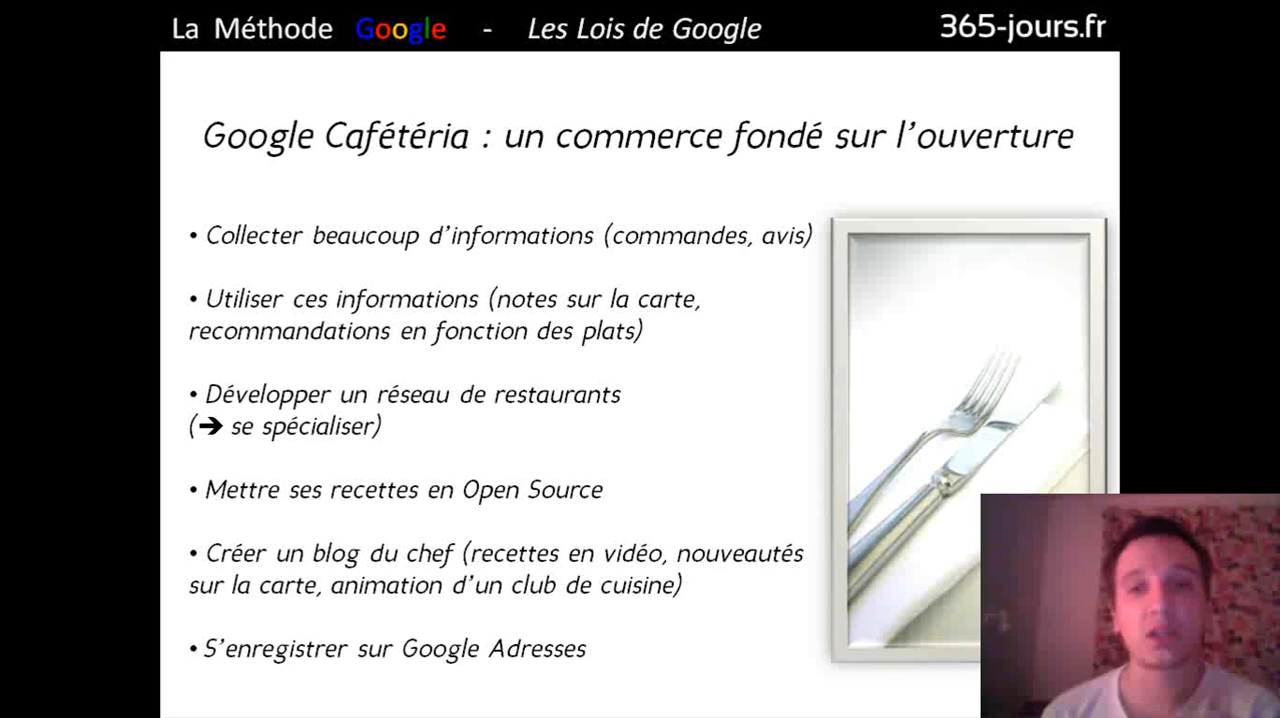 La Méthode Google - Les Lois de Google 365-jours.fr
Google Cafétéria : un commerce fondé sur l'ouverture
• Collecter beaucoup d'informations (commandes, avis)
• Utiliser ces informations (notes sur la carte,
recommandations en fonction des plats)
• Développer un réseau de restaurants
(➔ se spécialiser)
• Mettre ses recettes en Open Source
• Créer un blog du chef (recettes en vidéo, nouveautés
sur la carte, animation d'un club de cuisine)
• S'enregistrer sur Google Adresses